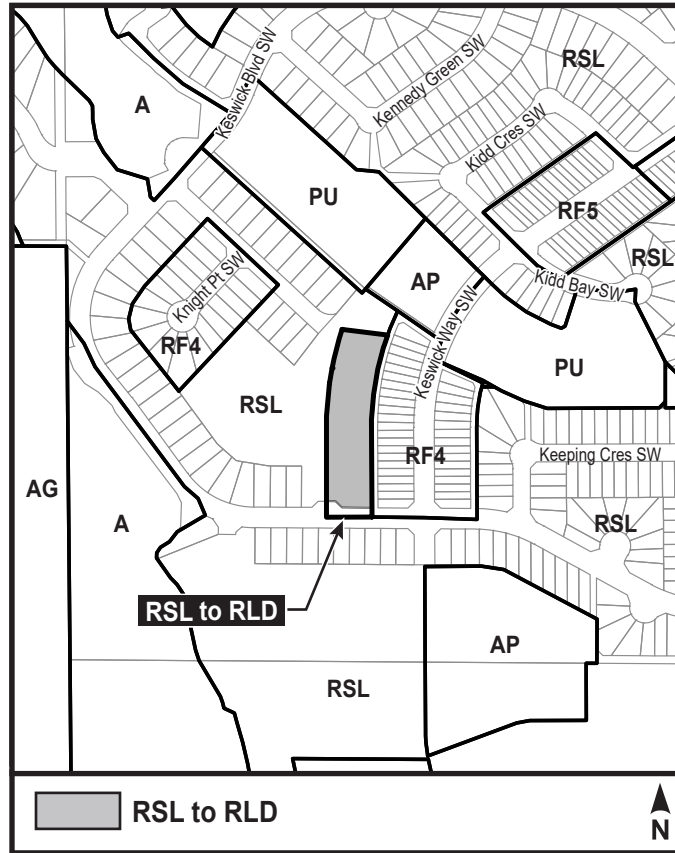 Keswick Blvd SW
Kennedy Green SW
RSL
A
Kidd Cres SW
PU
RF5
RSL
AP
Kidd Bay SW
Knight Pt SW
Keswick Way SW
RF4
PU
RSL
RF4
Keeping Cres SW
AG
A
RSL
RSL to RLD
AP
RSL
RSL to RLD
N